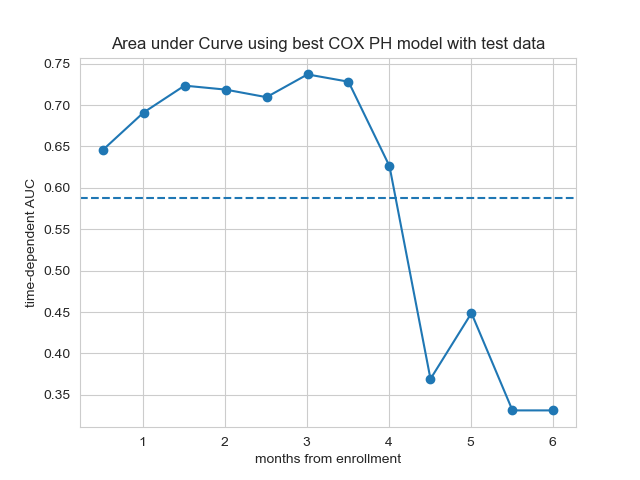 Area under Curve using best COX PH model with test data
time-dependent AUC
0.75
0.70
0.65
0.60
0.55
0.50
0.45
0.40
0.35
1 2 3 4 5 6
months from enrollment